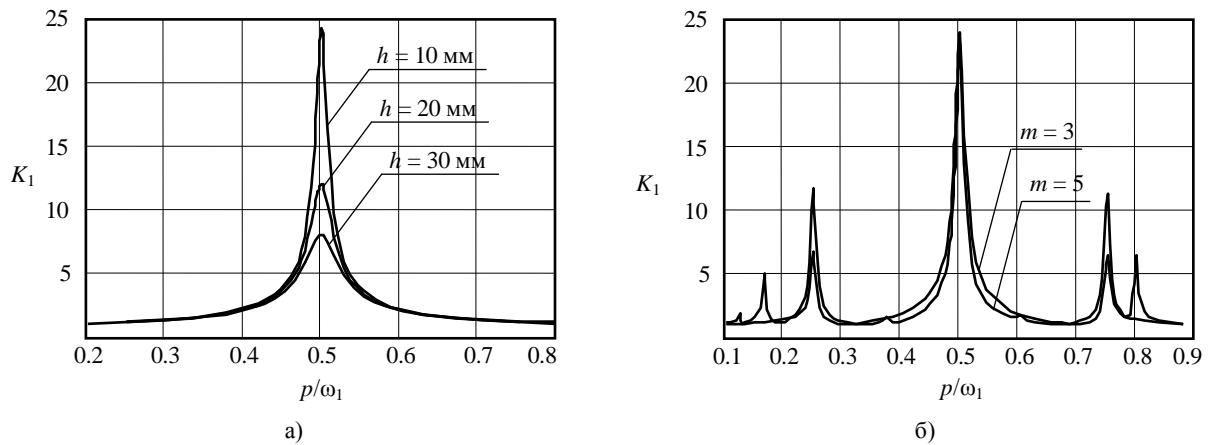 25
20
15
10
5
K₁
h = 10 мм
h = 20 мм
h = 30 мм
0.2 0.3 0.4 0.5 0.6 0.7 0.8
p/ω₁
а)
25
20
15
10
5
K₁
m = 3
m = 5
0.1 0.2 0.3 0.4 0.5 0.6 0.7 0.8 0.9
p/ω₁
б)